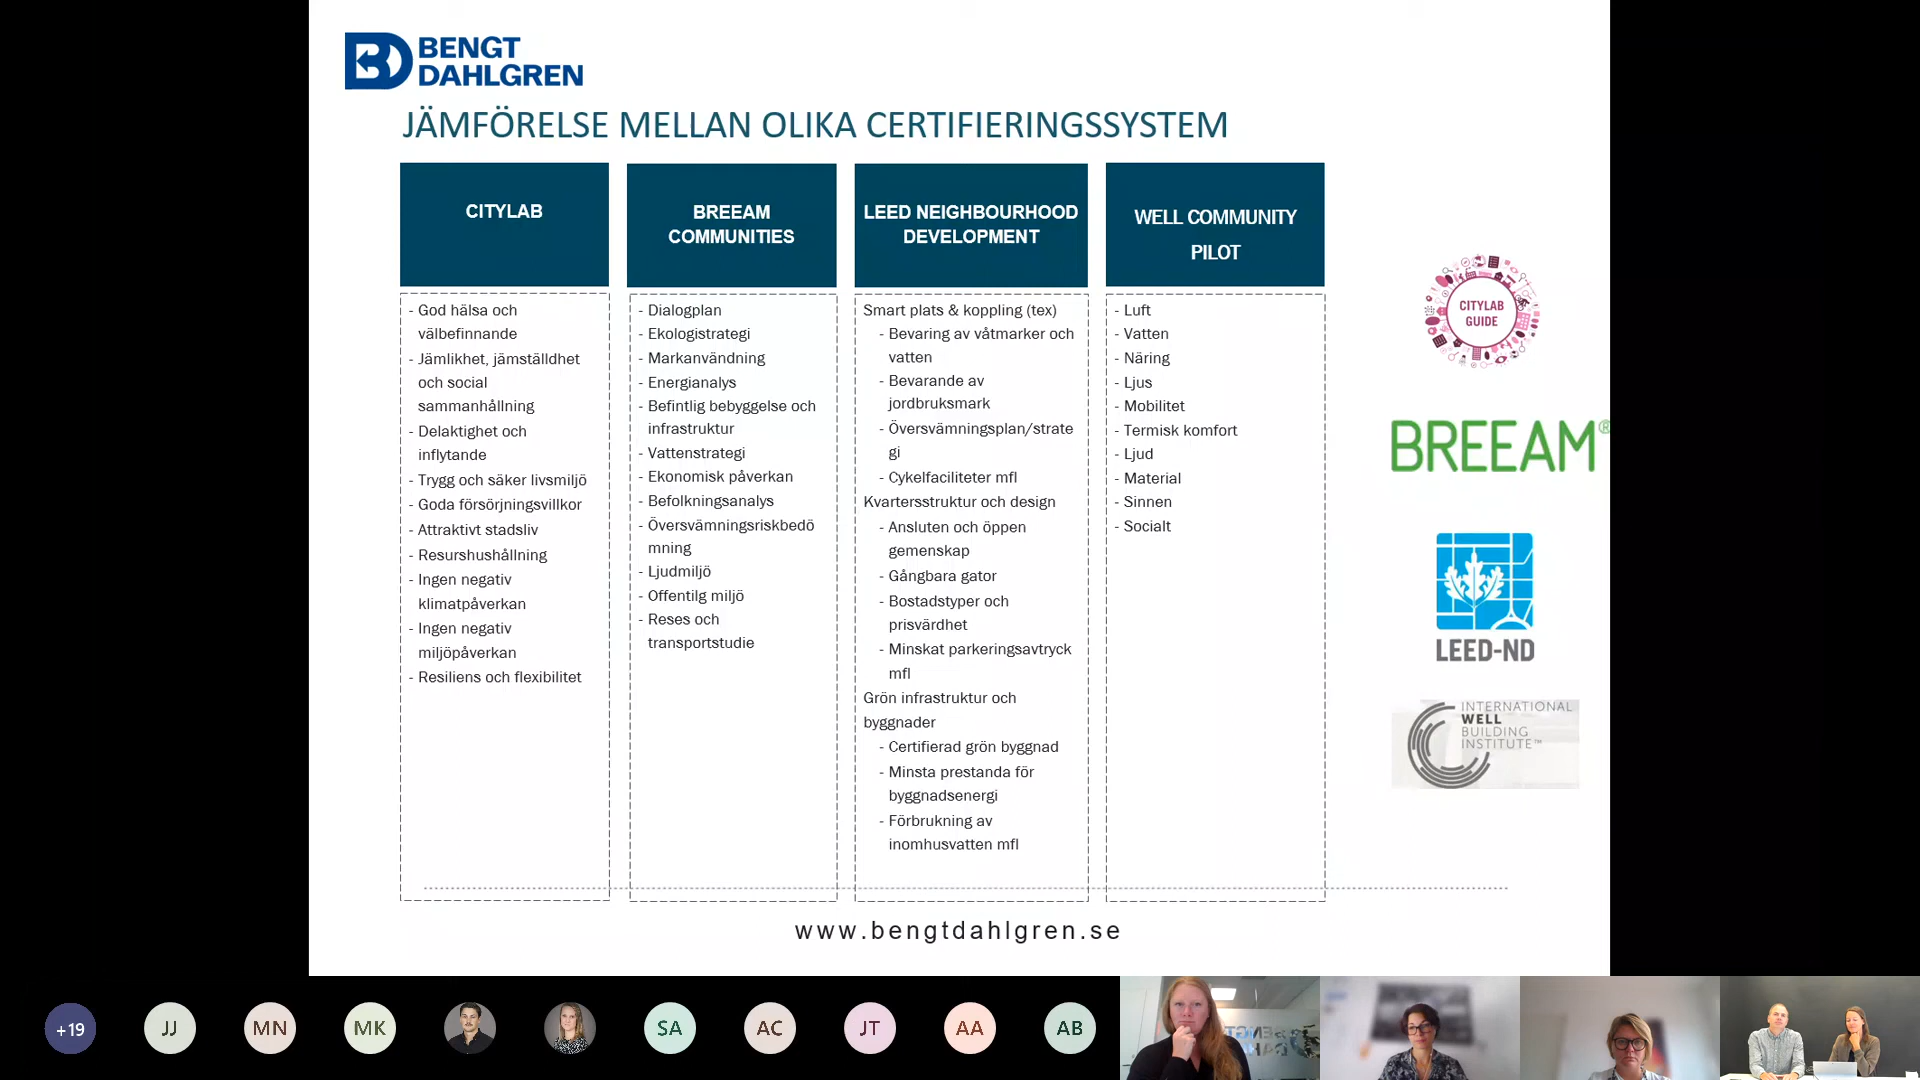 BENGT
DAHLGREN
JÄMFÖRELSE MELLAN OLIKA CERTIFIERINGSSYSTEM
CITYLAB
- God hälsa och
välbefinnande
- Jämlikhet, jämställdhet
och social
sammanhållning
- Delaktighet och
inflytande
- Trygg och säker livsmiljö
- Goda försörjningsvillkor
- Attraktivt stadsliv
- Resurshushållning
- Ingen negativ
klimatpåverkan
- Ingen negativ
miljöpåverkan
- Resiliens och flexibilitet
BREEAM
COMMUNITIES
- Dialogplan
- Ekologistrategi
- Markanvändning
- Energianalys
- Befintlig bebyggelse och
infrastruktur
- Vattenstrategi
- Ekonomisk påverkan
- Befolkningsanalys
- Översvämningsriskbedö
mning
- Ljudmiljö
- Offentilg miljö
- Reses och
transportstudie
LEED NEIGHBOURHOOD
DEVELOPMENT
Smart plats & koppling (tex)
- Bevaring av våtmarker och
vatten
- Bevarande av
jordbruksmark
- Översvämningsplan/strate
gi
- Cykelfaciliteter mfl
Kvartersstruktur och design
- Ansluten och öppen
gemenskap
- Gångbara gator
- Bostadstyper och
prisvärdhet
- Minskat parkeringsavtryck
mfl
Grön infrastruktur och
byggnader
- Certifierad grön byggnad
- Minsta prestanda för
byggnadsenergi
- Förbrukning av
inomhusvatten mfl
WELL COMMUNITY
PILOT
- Luft
- Vatten
- Näring
- Ljus
- Mobilitet
- Termisk komfort
- Ljud
- Material
- Sinnen
- Socialt
CITYLAB
GUIDE
BREEAM®
LEED-ND
INTERNATIONAL
WELL
BUILDING
INSTITUTE™
www.bengtdahlgren.se
+19
JJ
MN
MK
SA
AC
JT
AA
AB